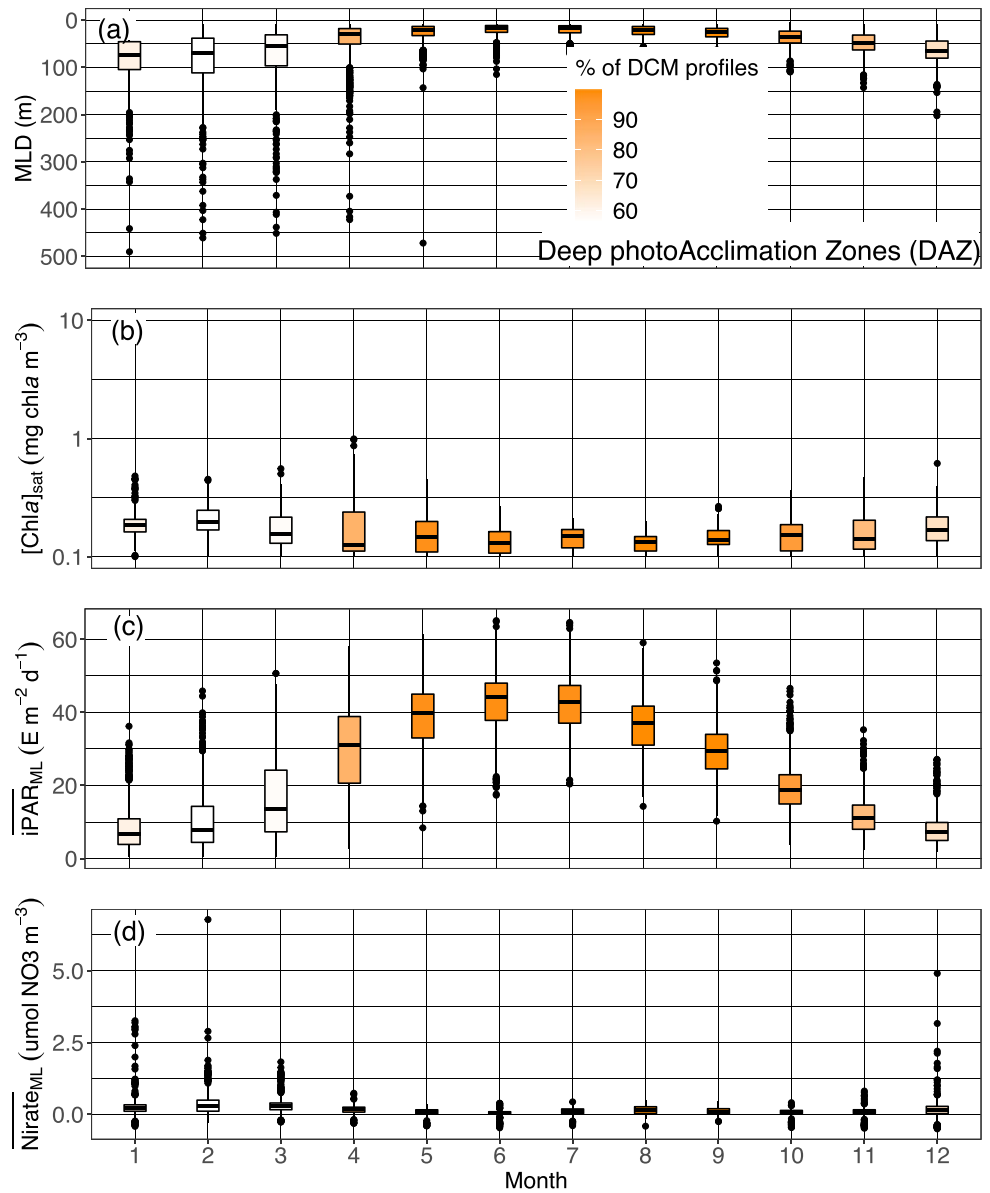 (a)
0
100
200
300
400
500
MLD (m)
% of DCM profiles
90
80
70
60
Deep photoAcclimation Zones (DAZ)
(b)
10
1
0.1
[Chla]sat (mg chla m−3)
(c)
60
40
20
0
iPARML (E m−2 d−1)
(d)
5.0
2.5
0.0
NirateML (umol NO3 m−3)
1 2 3 4 5 6 7 8 9 10 11 12
Month